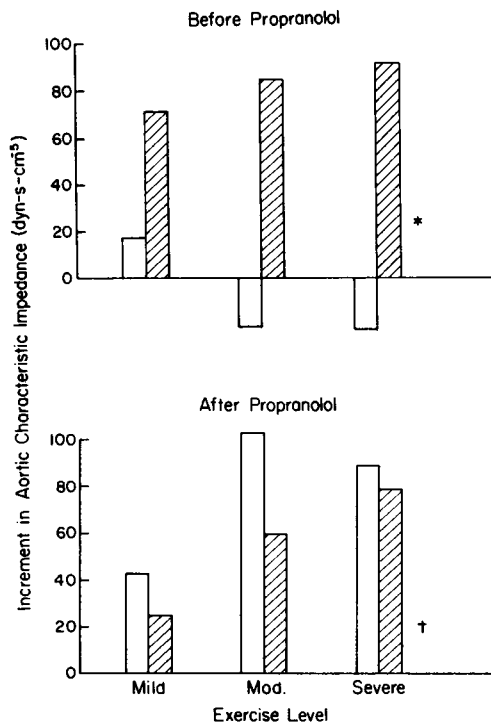 Before Propranolol
100
80
60
40
20
0
*
Increment in Aortic Characteristic Impedance (dyn-s-cm⁵)
After Propranolol
100
80
60
40
20
0
†
Mild Mod. Severe
Exercise Level